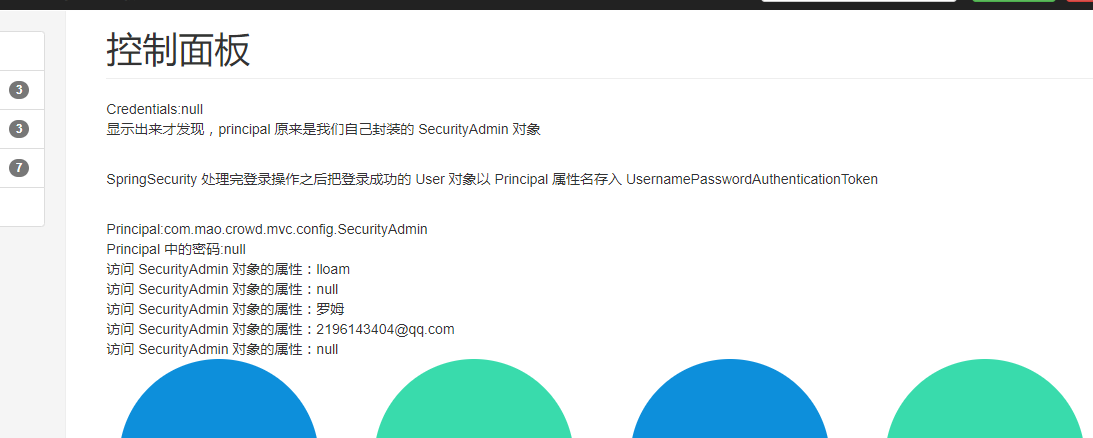 控制面板
3
3
7
Credentials:null
显示出来才发现，principal 原来是我们自己封装的 SecurityAdmin 对象
SpringSecurity 处理完登录操作之后把登录成功的 User 对象以 Principal 属性名存入 UsernamePasswordAuthenticationToken
Principal:com.mao.crowd.mvc.config.SecurityAdmin
Principal 中的密码:null
访问 SecurityAdmin 对象的属性：lloam
访问 SecurityAdmin 对象的属性：null
访问 SecurityAdmin 对象的属性：罗姆
访问 SecurityAdmin 对象的属性：2196143404@qq.com
访问 SecurityAdmin 对象的属性：null